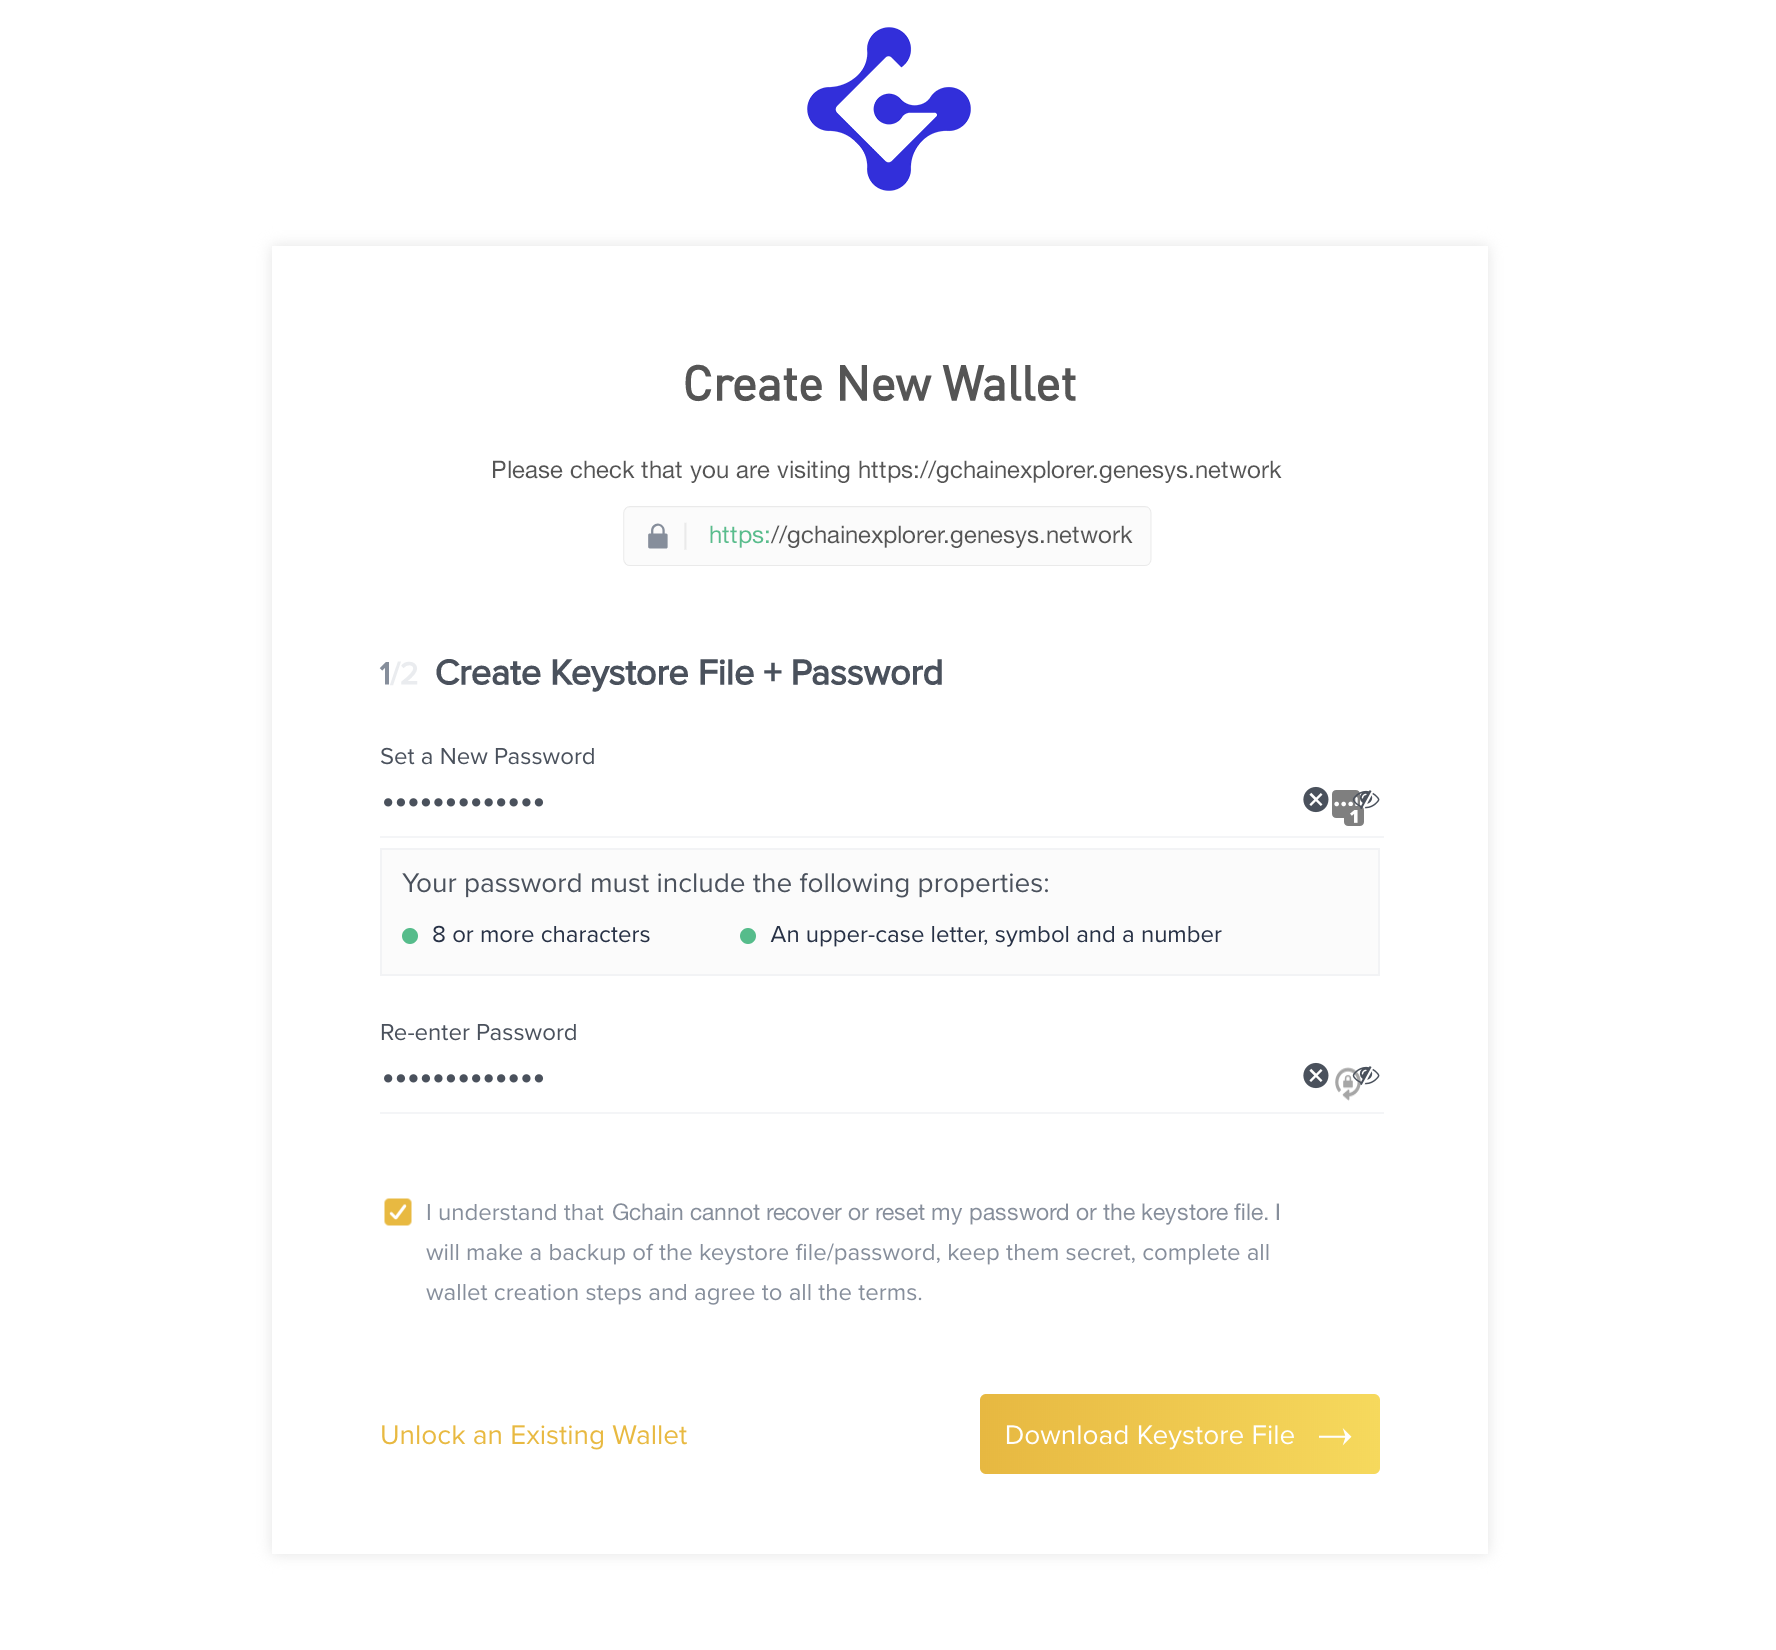 Create New Wallet
Please check that you are visiting https://gchainexplorer.genesys.network
https://gchainexplorer.genesys.network
1/2 Create Keystore File + Password
Set a New Password
•••••••••••••
1
Your password must include the following properties:
8 or more characters
An upper-case letter, symbol and a number
Re-enter Password
•••••••••••••
I understand that Gchain cannot recover or reset my password or the keystore file. I
will make a backup of the keystore file/password, keep them secret, complete all
wallet creation steps and agree to all the terms.
Unlock an Existing Wallet
Download Keystore File →